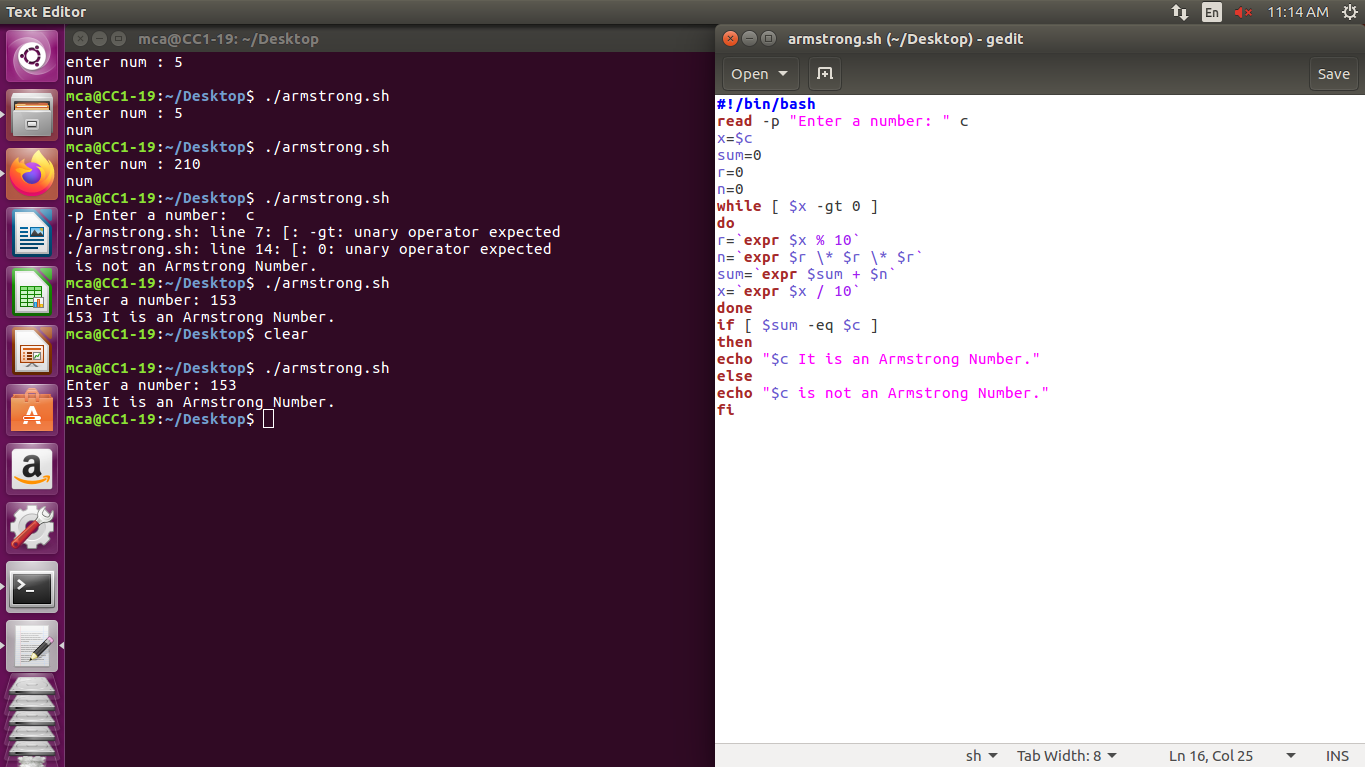 Text Editor
En
11:14 AM
mca@CC1-19: ~/Desktop
enter num : 5
num
mca@CC1-19:~/Desktop$ ./armstrong.sh
enter num : 5
num
mca@CC1-19:~/Desktop$ ./armstrong.sh
enter num : 210
num
mca@CC1-19:~/Desktop$ ./armstrong.sh
-p Enter a number:  c
./armstrong.sh: line 7: [: -gt: unary operator expected
./armstrong.sh: line 14: [: 0: unary operator expected
 is not an Armstrong Number.
mca@CC1-19:~/Desktop$ ./armstrong.sh
Enter a number: 153
153 It is an Armstrong Number.
mca@CC1-19:~/Desktop$ clear
mca@CC1-19:~/Desktop$ ./armstrong.sh
Enter a number: 153
153 It is an Armstrong Number.
mca@CC1-19:~/Desktop$
armstrong.sh (~/Desktop) - gedit
Open
Save
#!/bin/bash
read -p "Enter a number: " c
x=$c
sum=0
r=0
n=0
while [ $x -gt 0 ]
do
r=`expr $x % 10`
n=`expr $r \* $r \* $r`
sum=`expr $sum + $n`
x=`expr $x / 10`
done
if [ $sum -eq $c ]
then
echo "$c It is an Armstrong Number."
else
echo "$c is not an Armstrong Number."
fi
sh
Tab Width: 8
Ln 16, Col 25
INS